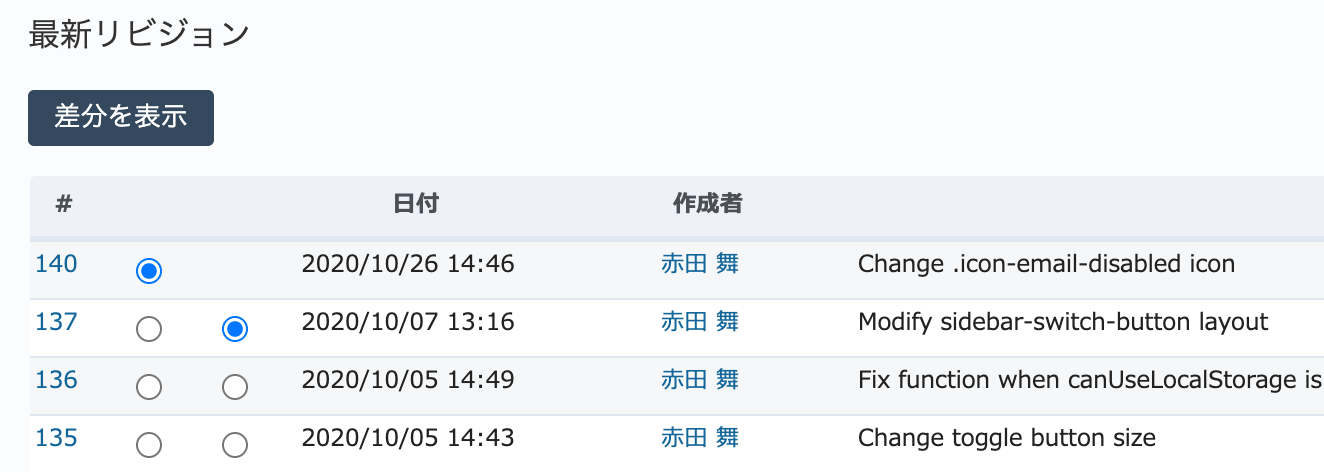 最新リビジョン
差分を表示
# 日付 作成者
140 2020/10/26 14:46 赤田 舞 Change .icon-email-disabled icon
137 2020/10/07 13:16 赤田 舞 Modify sidebar-switch-button layout
136 2020/10/05 14:49 赤田 舞 Fix function when canUseLocalStorage is
135 2020/10/05 14:43 赤田 舞 Change toggle button size